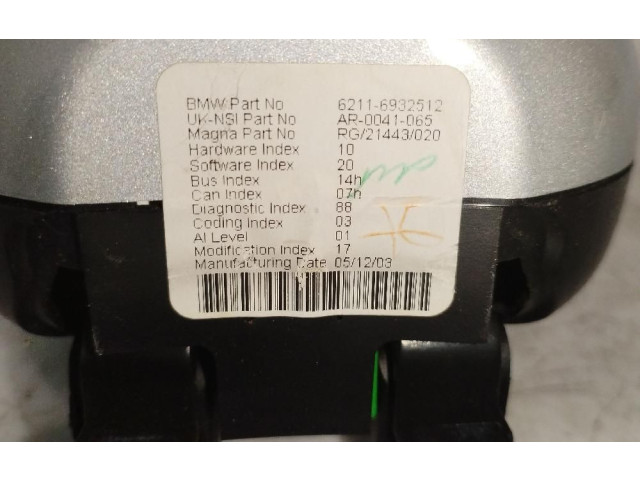 BMW Part No 6211-6932512
UK-NSI Part No AR-0041-065
Magna Part No RG/21443/020
Hardware Index 10
Software Index 20
Bus Index 14h
Can Index 07h
Diagnostic Index 88
Coding Index 03
AI Level 01
Modification Index 17
Manufacturing Date 05/12/03